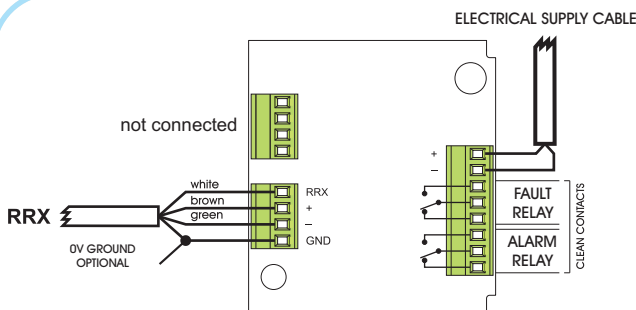 ELECTRICAL SUPPLY CABLE
not connected
+
–
white
RRX
brown
+
green
–
GND
RRX
0V GROUND
OPTIONAL
FAULT
RELAY
ALARM
RELAY
CLEAN CONTACTS